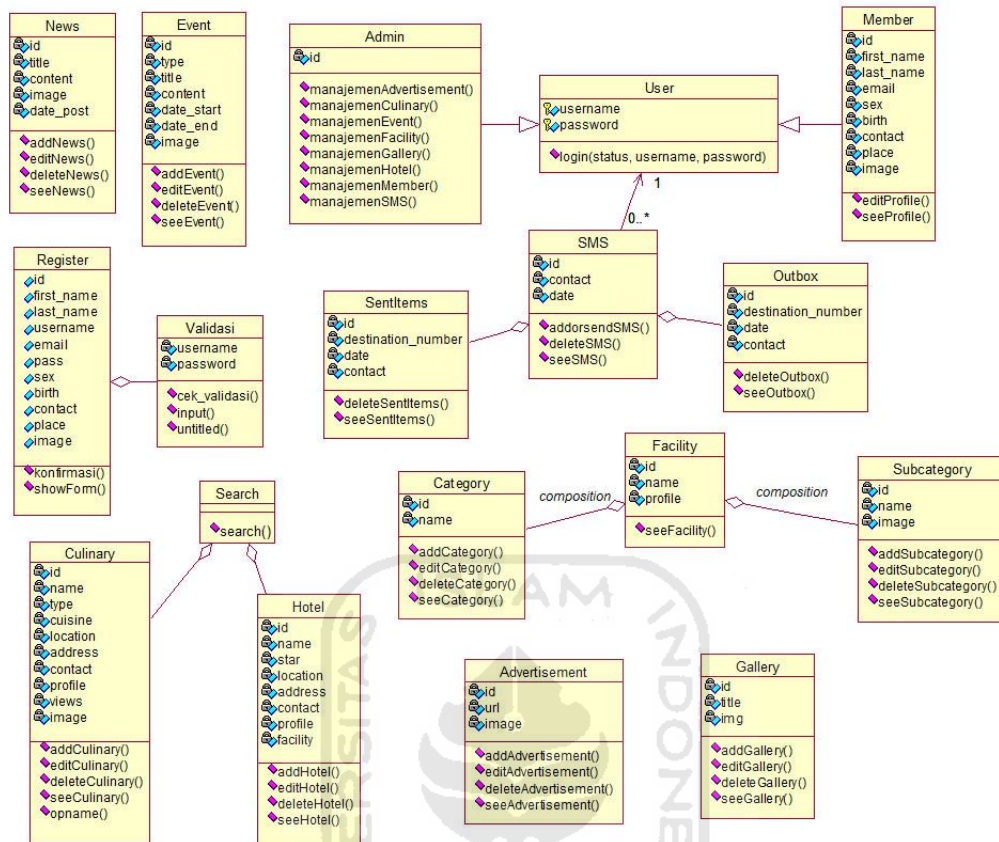 News
id
title
content
image
date_post
addNews()
editNews()
deleteNews()
seeNews()
Event
id
type
title
content
date_start
date_end
image
addEvent()
editEvent()
deleteEvent()
seeEvent()
Admin
id
manajemenAdvertisement()
manajemenCulinary()
manajemenEvent()
manajemenFacility()
manajemenGallery()
manajemenHotel()
manajemenMember()
manajemenSMS()
User
username
password
login(status, username, password)
Member
id
first_name
last_name
email
sex
birth
contact
place
image
editProfile()
seeProfile()
1
0..*
Register
id
first_name
last_name
username
email
pass
sex
birth
contact
place
image
konfirmasi()
showForm()
Validasi
username
password
cek_validasi()
input()
untitled()
SentItems
id
destination_number
date
contact
deleteSentItems()
seeSentItems()
SMS
id
contact
date
addorsendSMS()
deleteSMS()
seeSMS()
Outbox
id
destination_number
date
contact
deleteOutbox()
seeOutbox()
Search
search()
Category
id
name
addCategory()
editCategory()
deleteCategory()
seeCategory()
composition
Facility
id
name
profile
seeFacility()
composition
Subcategory
id
name
image
addSubcategory()
editSubcategory()
deleteSubcategory()
seeSubcategory()
Culinary
id
name
type
cuisine
location
address
contact
profile
views
image
addCulinary()
editCulinary()
deleteCulinary()
seeCulinary()
opname()
Hotel
id
name
star
location
address
contact
profile
facility
addHotel()
editHotel()
deleteHotel()
seeHotel()
Advertisement
id
url
image
addAdvertisement()
editAdvertisement()
deleteAdvertisement()
seeAdvertisement()
Gallery
id
title
img
addGallery()
editGallery()
deleteGallery()
seeGallery()